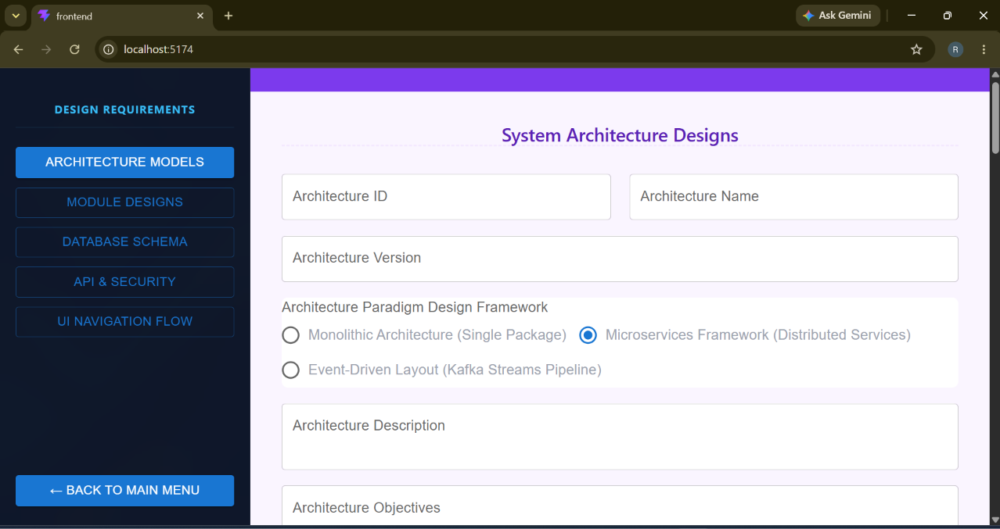 frontend
Ask Gemini
localhost:5174
R
DESIGN REQUIREMENTS
ARCHITECTURE MODELS
MODULE DESIGNS
DATABASE SCHEMA
API & SECURITY
UI NAVIGATION FLOW
← BACK TO MAIN MENU
System Architecture Designs
Architecture ID
Architecture Name
Architecture Version
Architecture Paradigm Design Framework
Monolithic Architecture (Single Package)
Microservices Framework (Distributed Services)
Event-Driven Layout (Kafka Streams Pipeline)
Architecture Description
Architecture Objectives